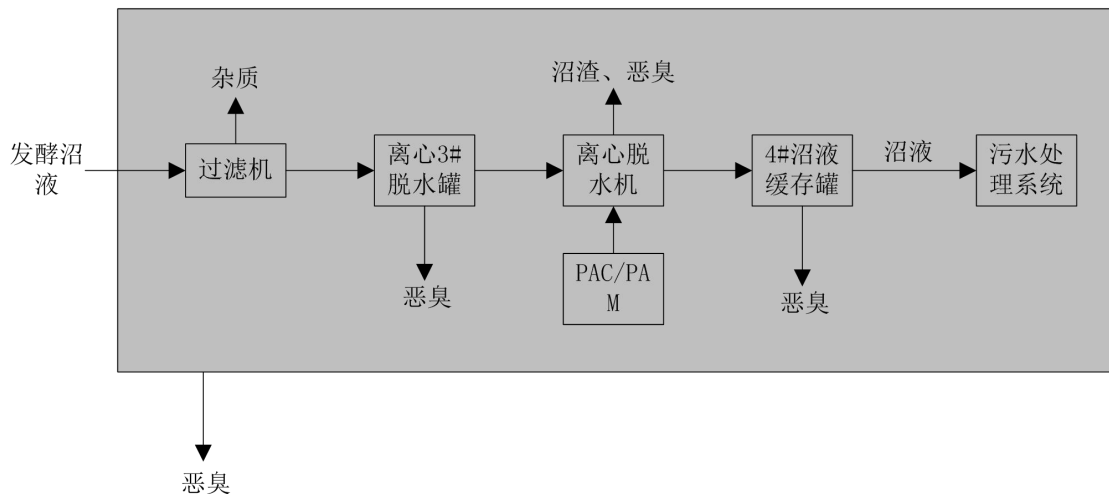 杂质
沼渣、恶臭
发酵沼
液
过滤机
离心3#
脱水罐
离心脱
水机
4#沼液
缓存罐
沼液
污水处
理系统
恶臭
PAC/PA
M
恶臭
恶臭